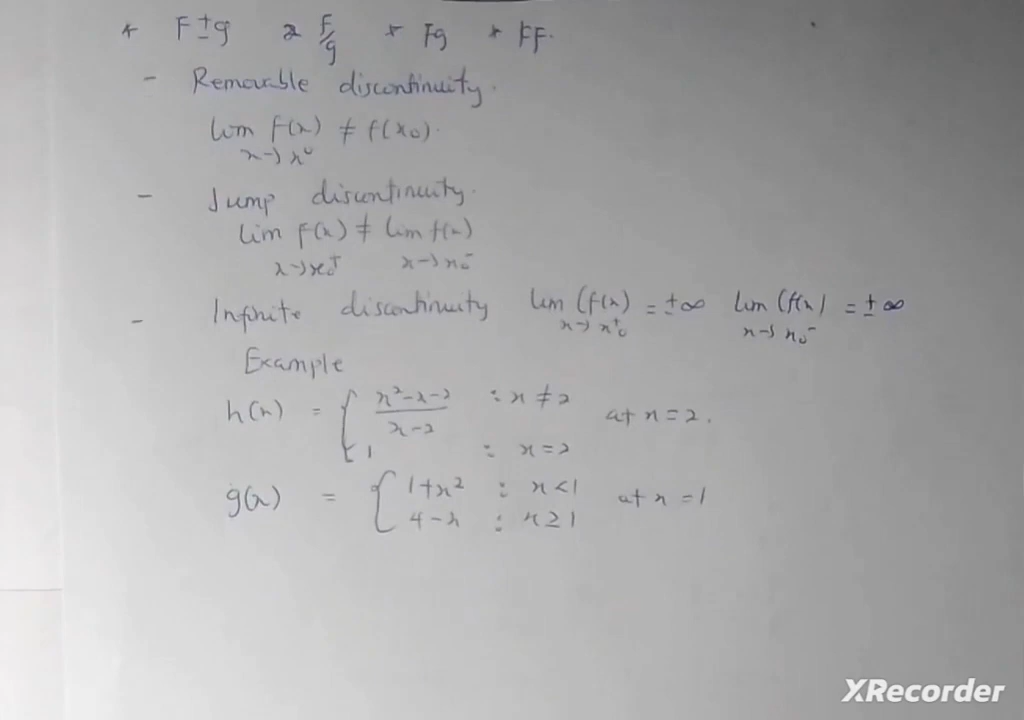 * F±g * F/g * Fg * FF.
- Removable discontinuity.
lim f(x) ≠ f(x₀).
x→x⁰
- Jump discontinuity.
lim f(x) ≠ lim f(x)
x→x₀⁺ x→x₀⁻
- Infinite discontinuity lim (f(x) = ±∞ lim (f(x) = ±∞
x→x₀⁺ x→x₀⁻
Example
h(x) = { x²-x-2 / x-2 : x ≠ 2 at x = 2.
1 : x = 2
g(x) = { 1+x² : x < 1 at x = 1
4-x : x ≥ 1
XRecorder